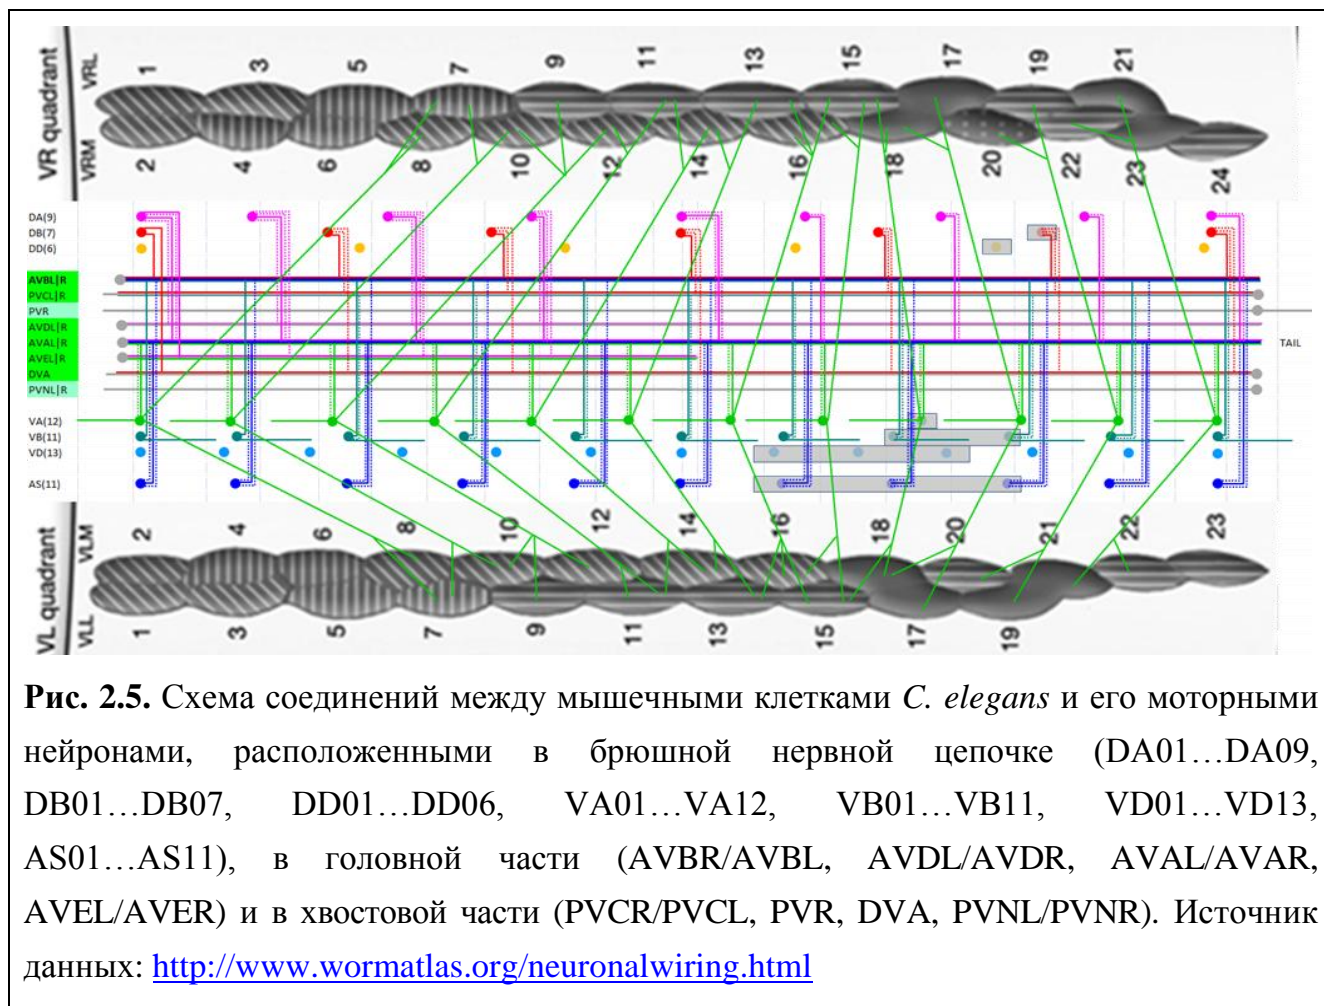 VR quadrant
VRL
1 3 5 7 9 11 13 15 17 19 21
VRM
2 4 6 8 10 12 14 16 18 20 22 23 24
DA(9)
DB(7)
DD(6)
AVBL|R
PVCL|R
PVR
AVDL|R
AVAL|R
TAIL
AVEL|R
DVA
PVNL|R
VA(12)
VB(11)
VD(13)
AS(11)
VL quadrant
VLM
2 4 6 8 10 12 14 16 18 20 21 22 23
VLL
1 3 5 7 9 11 13 15 17 19
Рис. 2.5. Схема соединений между мышечными клетками C. elegans и его моторными
нейронами, расположенными в брюшной нервной цепочке (DA01…DA09,
DB01…DB07, DD01…DD06, VA01…VA12, VB01…VB11, VD01…VD13,
AS01…AS11), в головной части (AVBR/AVBL, AVDL/AVDR, AVAL/AVAR,
AVEL/AVER) и в хвостовой части (PVCR/PVCL, PVR, DVA, PVNL/PVNR). Источник
данных: http://www.wormatlas.org/neuronalwiring.html